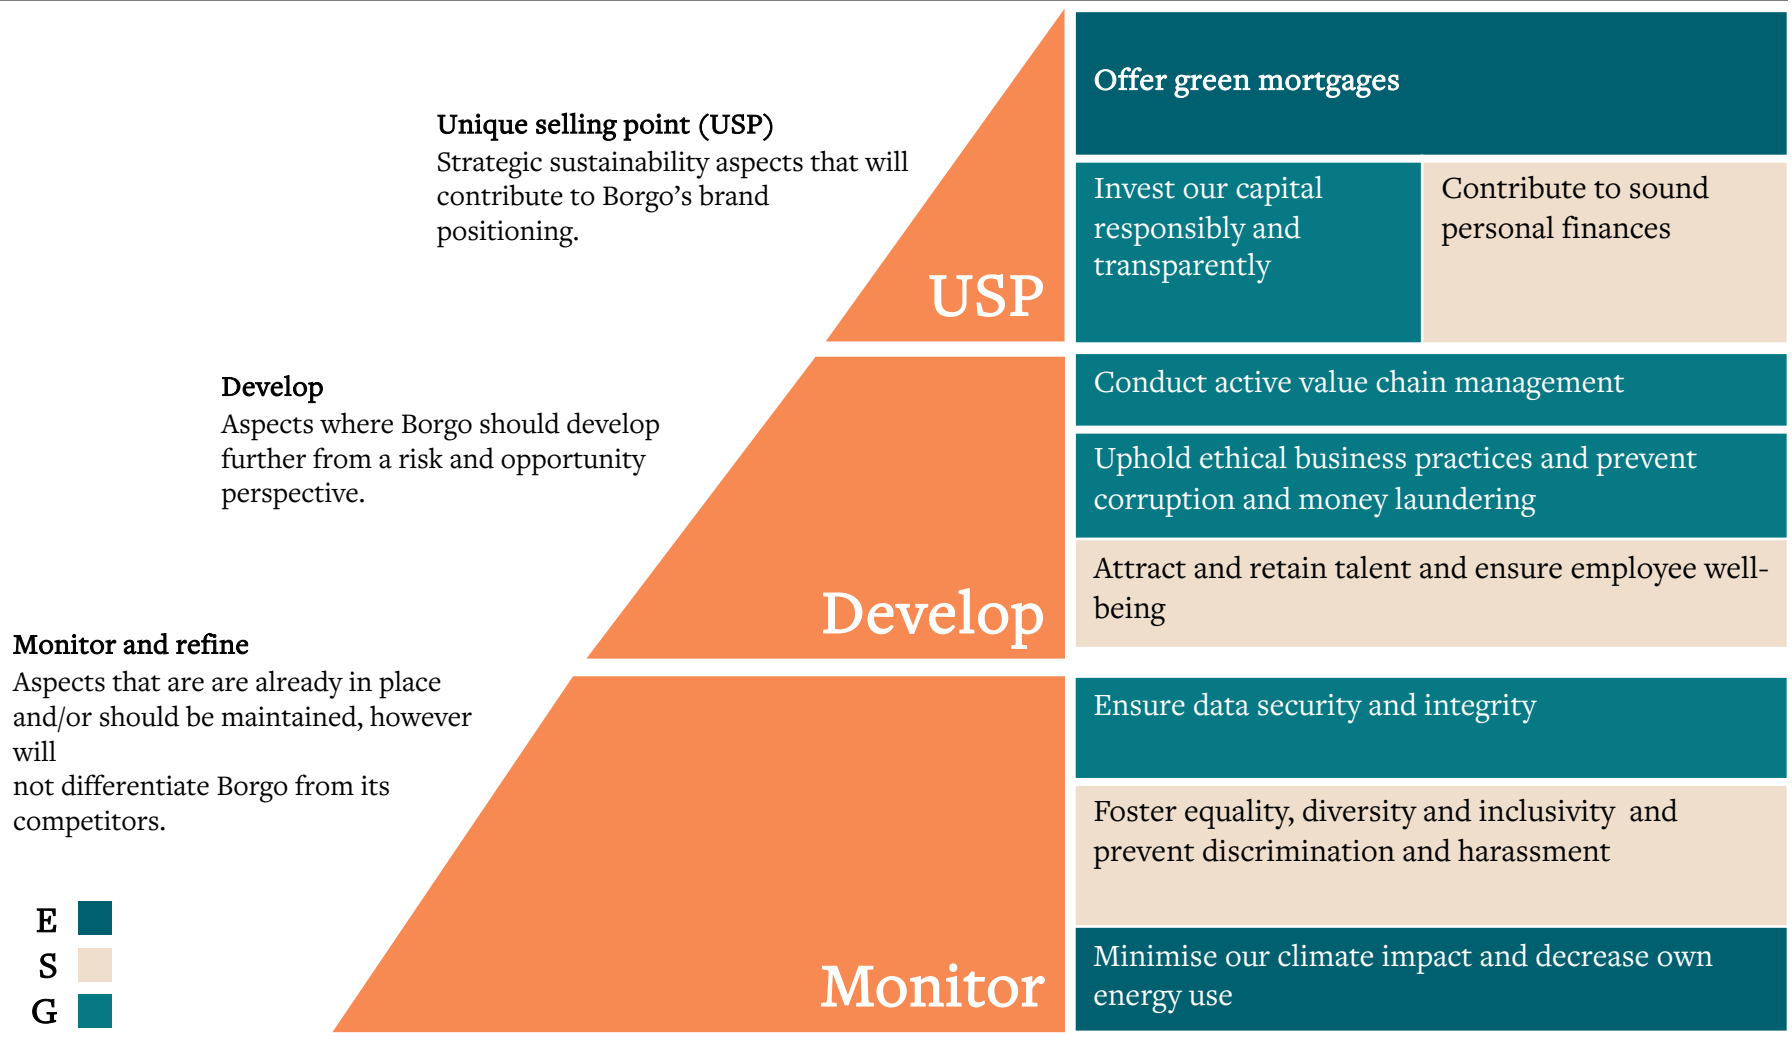 Unique selling point (USP)
Strategic sustainability aspects that will
contribute to Borgo’s brand
positioning.
USP
Offer green mortgages
Invest our capital
responsibly and
transparently
Contribute to sound
personal finances
Develop
Aspects where Borgo should develop
further from a risk and opportunity
perspective.
Develop
Conduct active value chain management
Uphold ethical business practices and prevent
corruption and money laundering
Attract and retain talent and ensure employee well-
being
Monitor and refine
Aspects that are are already in place
and/or should be maintained, however
will
not differentiate Borgo from its
competitors.
Monitor
Ensure data security and integrity
Foster equality, diversity and inclusivity and
prevent discrimination and harassment
Minimise our climate impact and decrease own
energy use
E
S
G